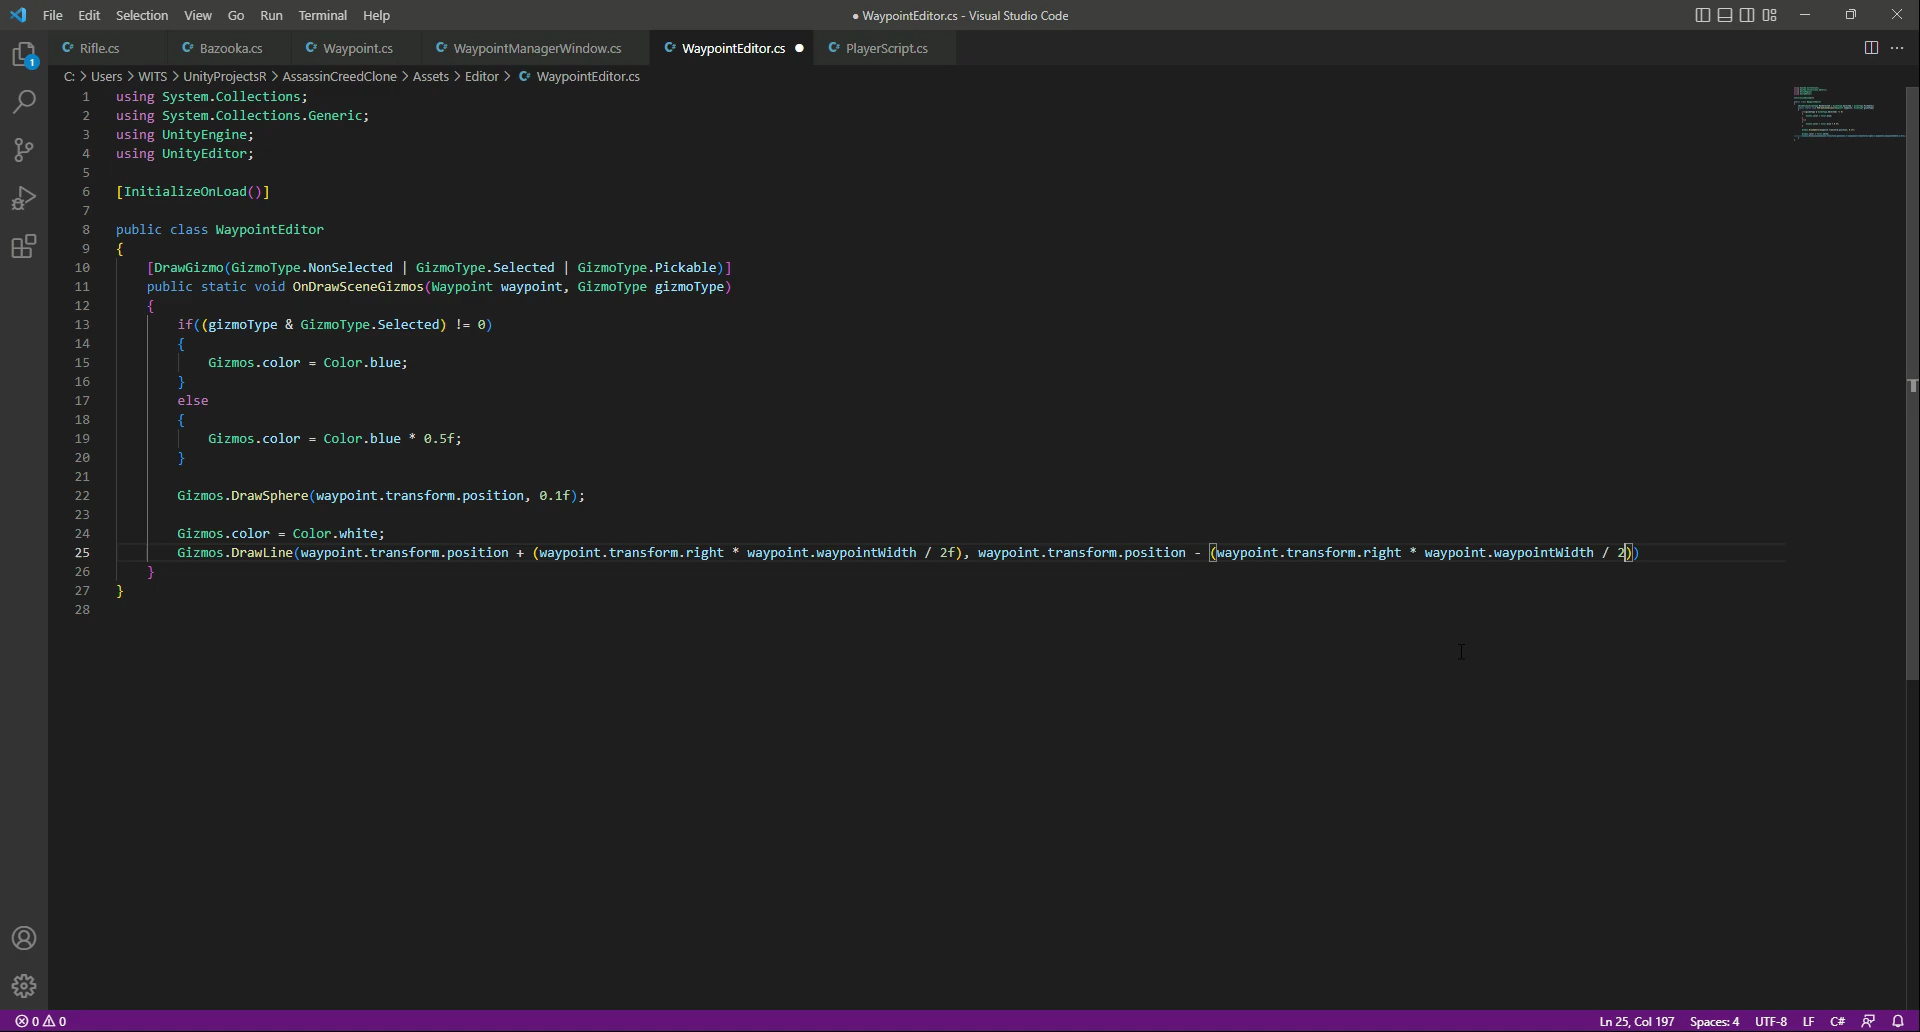 File Edit Selection View Go Run Terminal Help ● WaypointEditor.cs - Visual Studio Code
Rifle.cs Bazooka.cs Waypoint.cs WaypointManagerWindow.cs WaypointEditor.cs PlayerScript.cs
C: > Users > WITS > UnityProjectsR > AssassinCreedClone > Assets > Editor > WaypointEditor.cs
1
1 using System.Collections;
2 using System.Collections.Generic;
3 using UnityEngine;
4 using UnityEditor;
5
6 [InitializeOnLoad()]
7
8 public class WaypointEditor
9 {
10 [DrawGizmo(GizmoType.NonSelected | GizmoType.Selected | GizmoType.Pickable)]
11 public static void OnDrawSceneGizmos(Waypoint waypoint, GizmoType gizmoType)
12 {
13 if((gizmoType & GizmoType.Selected) != 0)
14 {
15 Gizmos.color = Color.blue;
16 }
17 else
18 {
19 Gizmos.color = Color.blue * 0.5f;
20 }
21
22 Gizmos.DrawSphere(waypoint.transform.position, 0.1f);
23
24 Gizmos.color = Color.white;
25 Gizmos.DrawLine(waypoint.transform.position + (waypoint.transform.right * waypoint.waypointWidth / 2f), waypoint.transform.position - (waypoint.transform.right * waypoint.waypointWidth / 2))
26 }
27 }
28
0 0 Ln 25, Col 197 Spaces: 4 UTF-8 LF C#